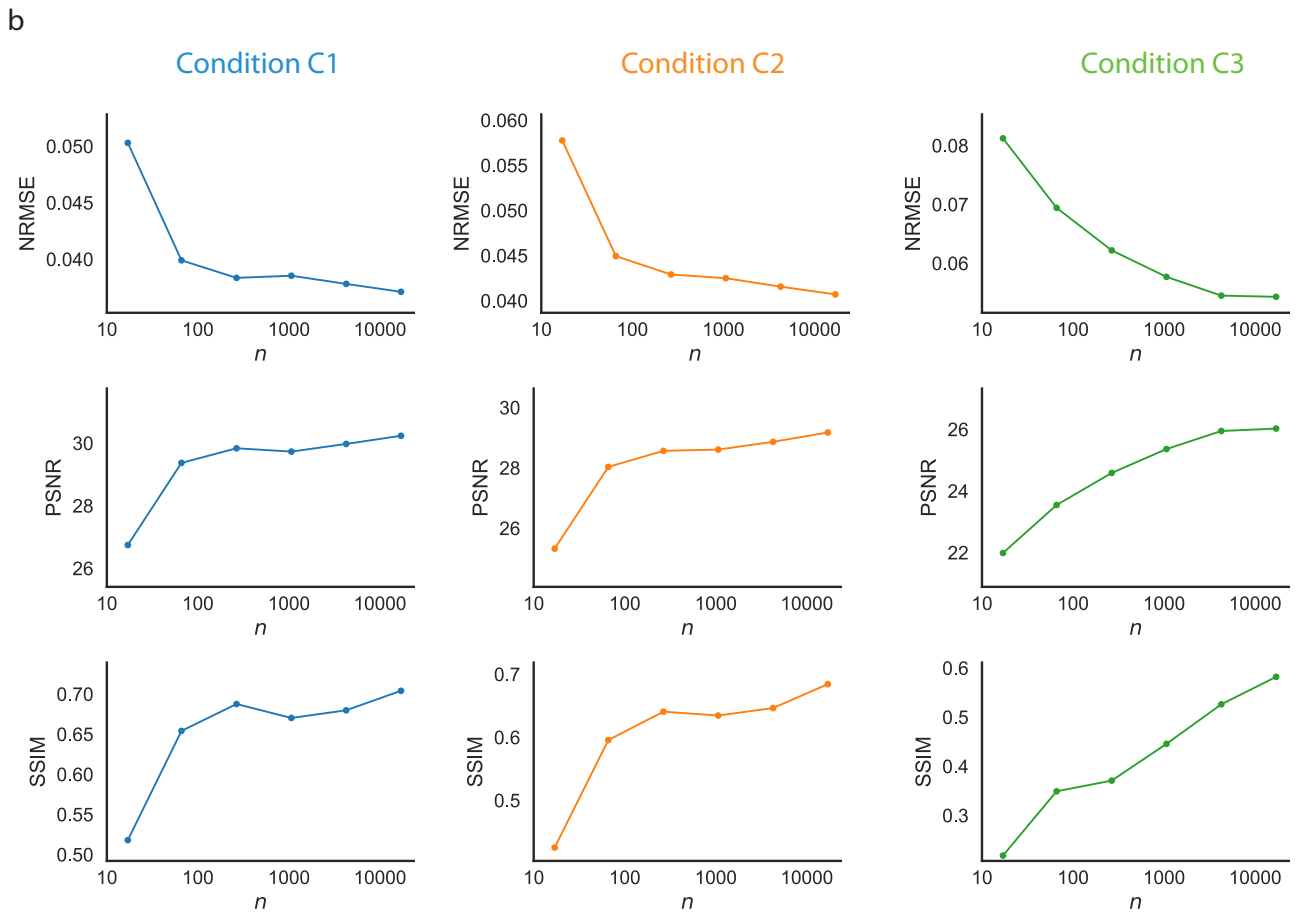 b
Condition C1
Condition C2
Condition C3
NRMSE
0.050
0.045
0.040
10 100 1000 10000
n
NRMSE
0.060
0.055
0.050
0.045
0.040
10 100 1000 10000
n
NRMSE
0.08
0.07
0.06
10 100 1000 10000
n
PSNR
30
28
26
10 100 1000 10000
n
PSNR
30
28
26
10 100 1000 10000
n
PSNR
26
24
22
10 100 1000 10000
n
SSIM
0.70
0.65
0.60
0.55
0.50
10 100 1000 10000
n
SSIM
0.7
0.6
0.5
10 100 1000 10000
n
SSIM
0.6
0.5
0.4
0.3
10 100 1000 10000
n